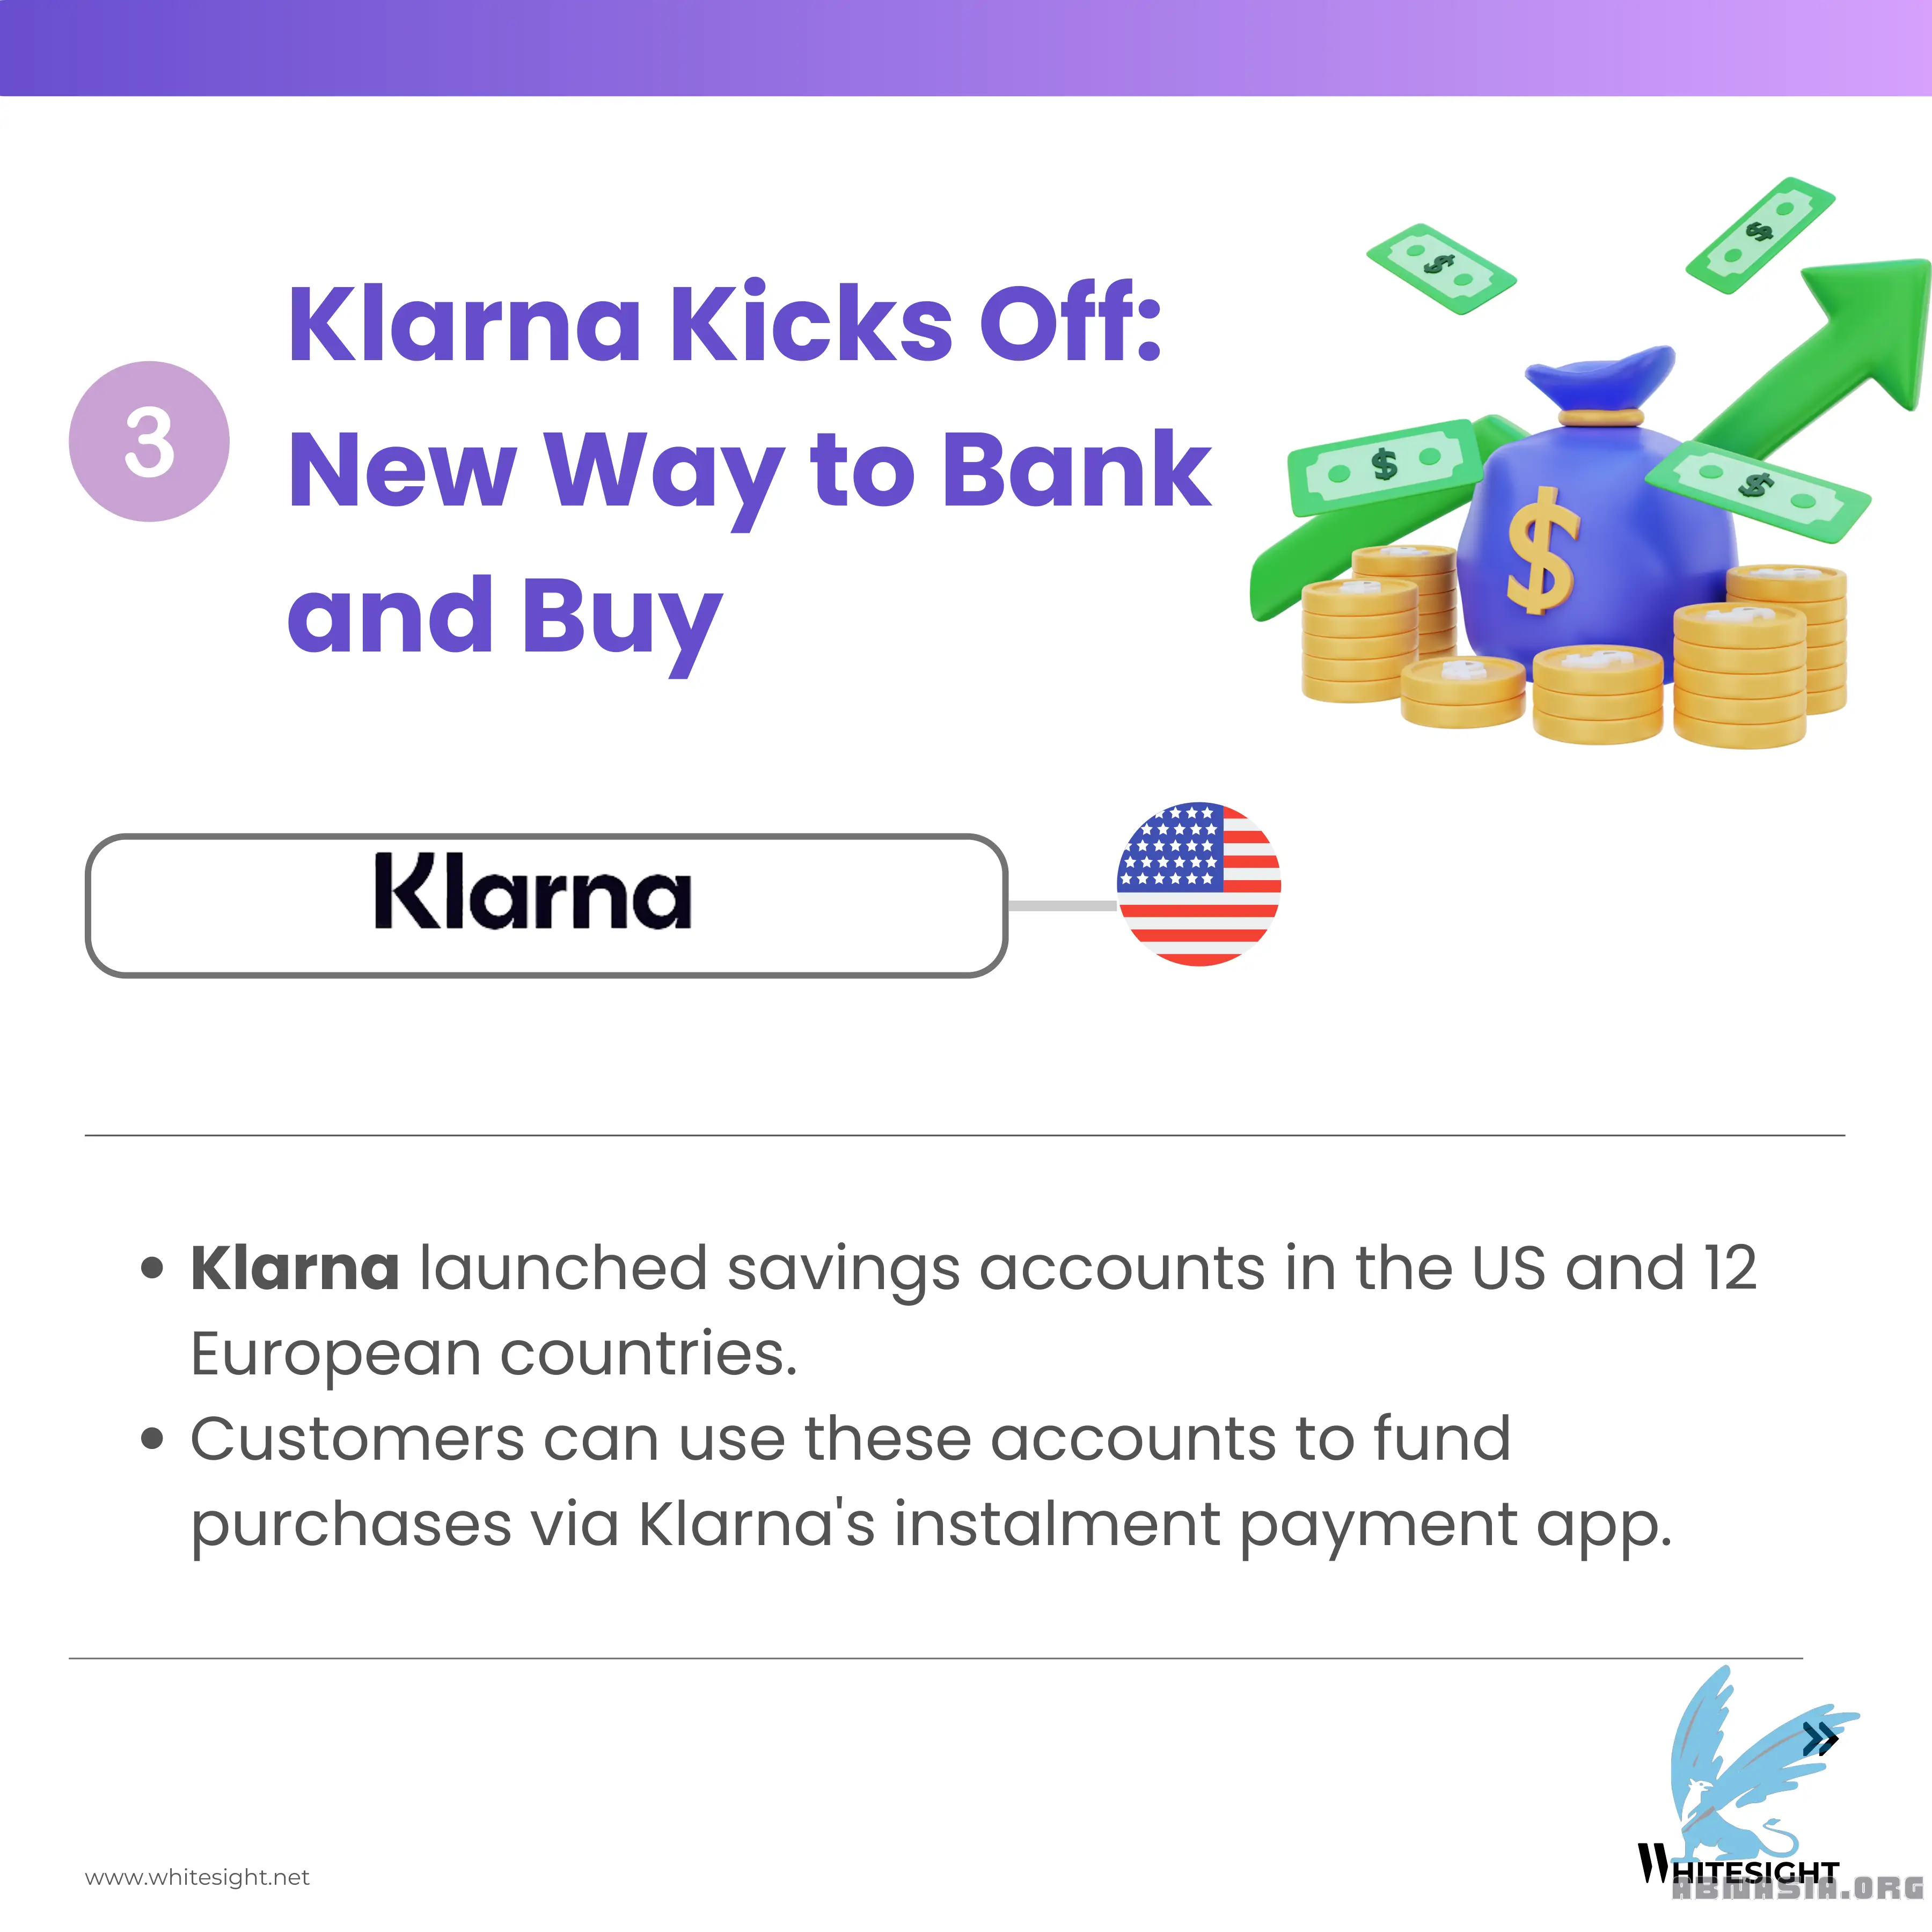 Klarna Kicks Off:
3
New Way to Bank
and Buy
$
$
$
$
$
Klarna
• Klarna launched savings accounts in the US and 12
European countries.
• Customers can use these accounts to fund
purchases via Klarna's instalment payment app.
»
www.whitesight.net
WHITESIGHT
ABINASIA.ORG